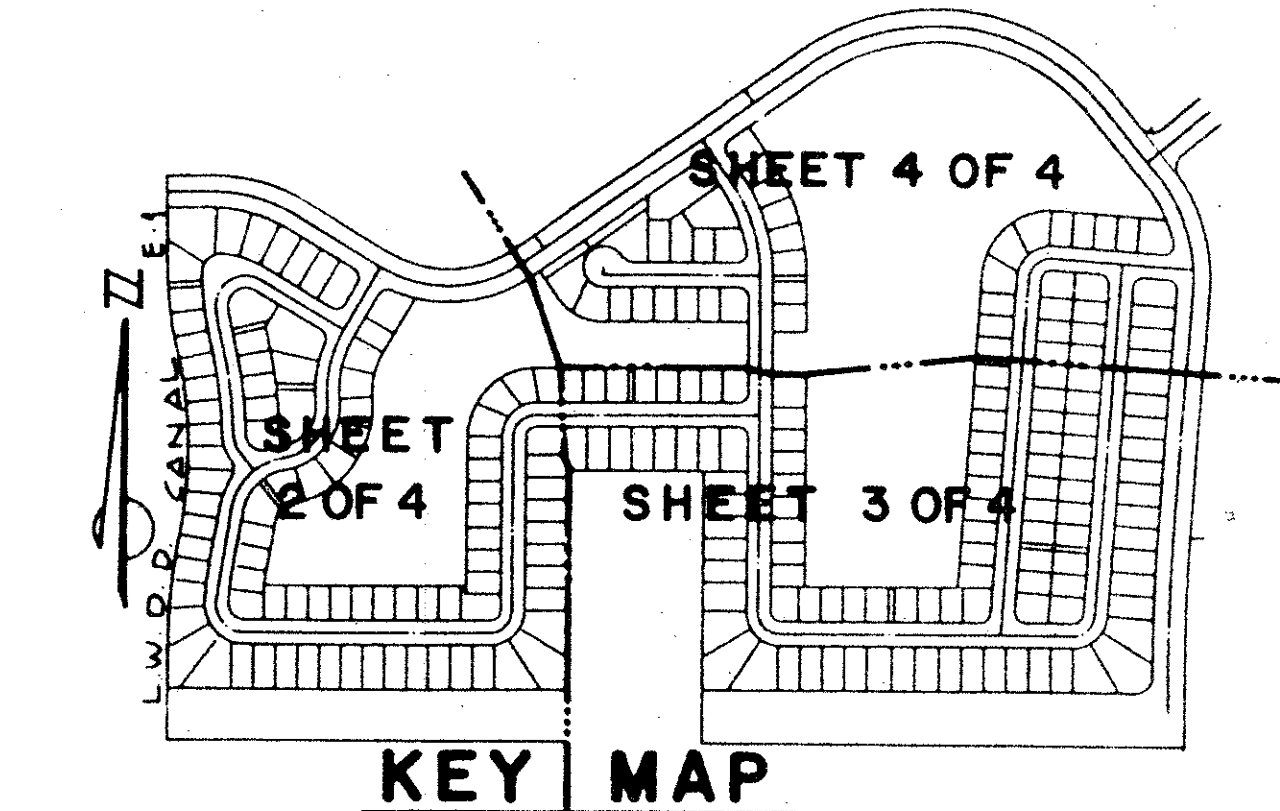 SHEET 4 OF 4
SHEET
2 OF 4
SHEET 3 OF 4
L.W.D.D. CANAL E-1
N
KEY MAP